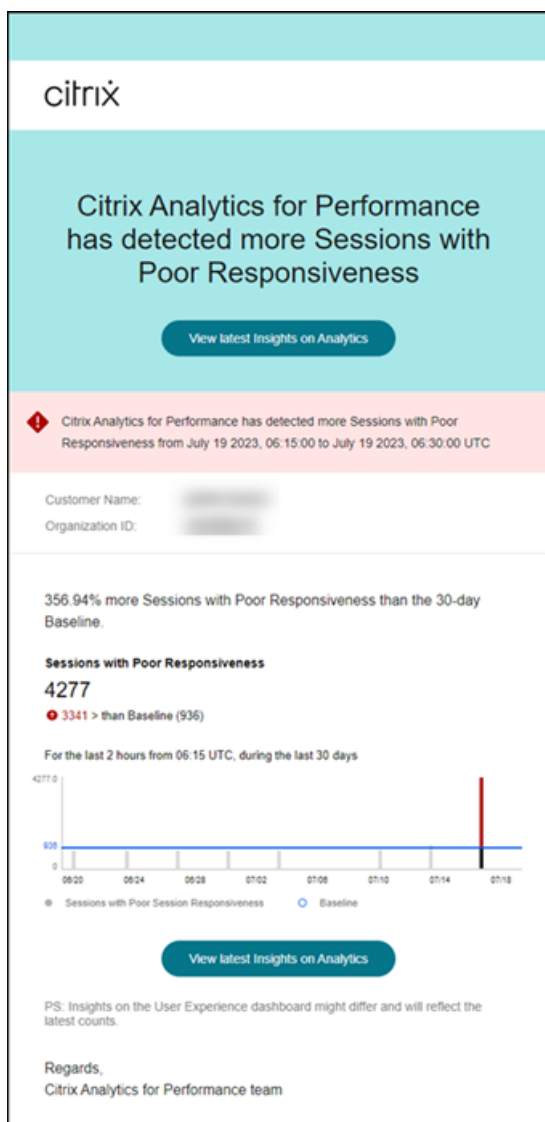 citrix
Citrix Analytics for Performance
has detected more Sessions with
Poor Responsiveness
View latest Insights on Analytics
Citrix Analytics for Performance has detected more Sessions with Poor
Responsiveness from July 19 2023, 06:15:00 to July 19 2023, 06:30:00 UTC
Customer Name:
Organization ID:
356.94% more Sessions with Poor Responsiveness than the 30-day
Baseline.
Sessions with Poor Responsiveness
4277
3341 > than Baseline (936)
For the last 2 hours from 06:15 UTC, during the last 30 days
4277.0
936
0
06/20 06/24 06/28 07/02 07/06 07/10 07/14 07/18
Sessions with Poor Session Responsiveness Baseline
View latest Insights on Analytics
PS: Insights on the User Experience dashboard might differ and will reflect the
latest counts.
Regards,
Citrix Analytics for Performance team